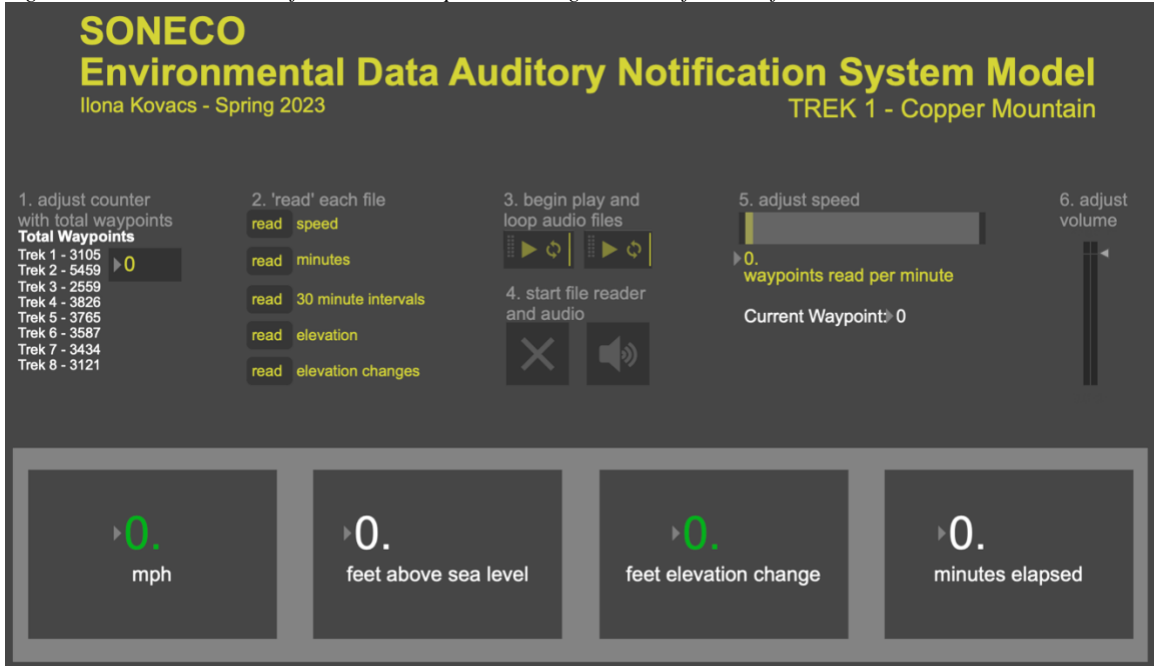 SONECO
Environmental Data Auditory Notification System Model
Ilona Kovacs - Spring 2023
TREK 1 - Copper Mountain
1. adjust counter
with total waypoints
Total Waypoints
Trek 1 - 3105
Trek 2 - 5459
Trek 3 - 2559
Trek 4 - 3826
Trek 5 - 3765
Trek 6 - 3587
Trek 7 - 3434
Trek 8 - 3121
0
2. 'read' each file
read speed
read minutes
read 30 minute intervals
read elevation
read elevation changes
3. begin play and
loop audio files
4. start file reader
and audio
5. adjust speed
0.
waypoints read per minute
Current Waypoint: 0
6. adjust
volume
0.
mph
0.
feet above sea level
0.
feet elevation change
0.
minutes elapsed